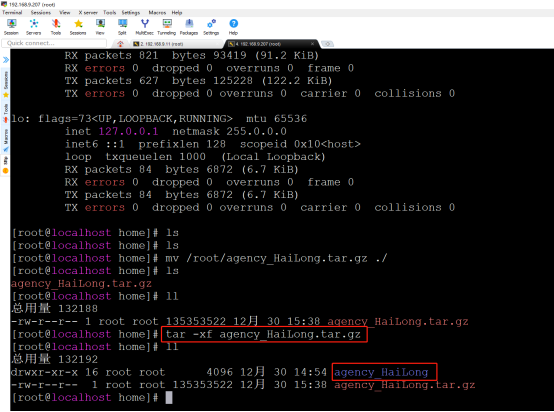 192.168.9.207 (root)
Terminal Sessions View X server Tools Settings Macros Help
Session Servers Tools Sessions View Split MultiExec Tunneling Packages Settings Help
Quick connect...
2. 192.168.9.11 (root)
4. 192.168.9.207 (root)
Sessions
Tools
Macros
Sftp
RX packets 821 bytes 93419 (91.2 KiB)
RX errors 0 dropped 0 overruns 0 frame 0
TX packets 627 bytes 125228 (122.2 KiB)
TX errors 0 dropped 0 overruns 0 carrier 0 collisions 0
lo: flags=73<UP,LOOPBACK,RUNNING> mtu 65536
inet 127.0.0.1 netmask 255.0.0.0
inet6 ::1 prefixlen 128 scopeid 0x10<host>
loop txqueuelen 1000 (Local Loopback)
RX packets 84 bytes 6872 (6.7 KiB)
RX errors 0 dropped 0 overruns 0 frame 0
TX packets 84 bytes 6872 (6.7 KiB)
TX errors 0 dropped 0 overruns 0 carrier 0 collisions 0
[root@localhost home]# ls
[root@localhost home]# ls
[root@localhost home]# mv /root/agency_HaiLong.tar.gz ./
[root@localhost home]# ls
agency_HaiLong.tar.gz
[root@localhost home]# ll
总用量 132188
-rw-r--r-- 1 root root 135353522 12月 30 15:38 agency_HaiLong.tar.gz
[root@localhost home]# tar -xf agency_HaiLong.tar.gz
[root@localhost home]# ll
总用量 132192
drwxr-xr-x 16 root root 4096 12月 30 14:54 agency_HaiLong
-rw-r--r-- 1 root root 135353522 12月 30 15:38 agency_HaiLong.tar.gz
[root@localhost home]#